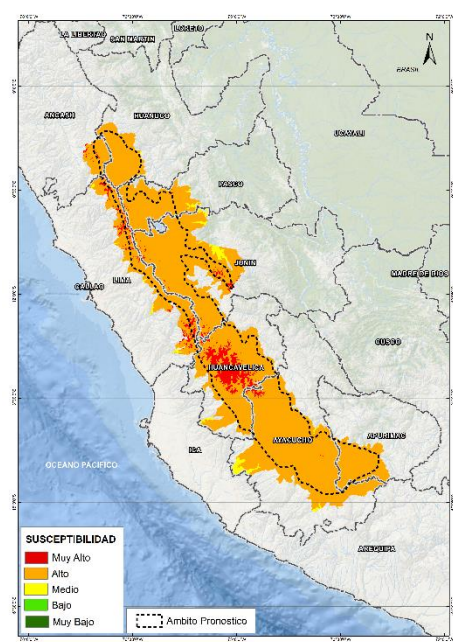 LORETO
LA LIBERTAD
SAN MARTIN
N
BRASIL
ANCASH
HUANUCO
UCAYALI
PASCO
JUNIN
MADRE DE DIOS
LIMA
CALLAO
CUSCO
HUANCAVELICA
AYACUCHO
APURIMAC
ICA
OCEANO PACIFICO
AREQUIPA
SUSCEPTIBILIDAD
Muy Alto
Alto
Medio
Bajo
Muy Bajo
Ambito Pronostico